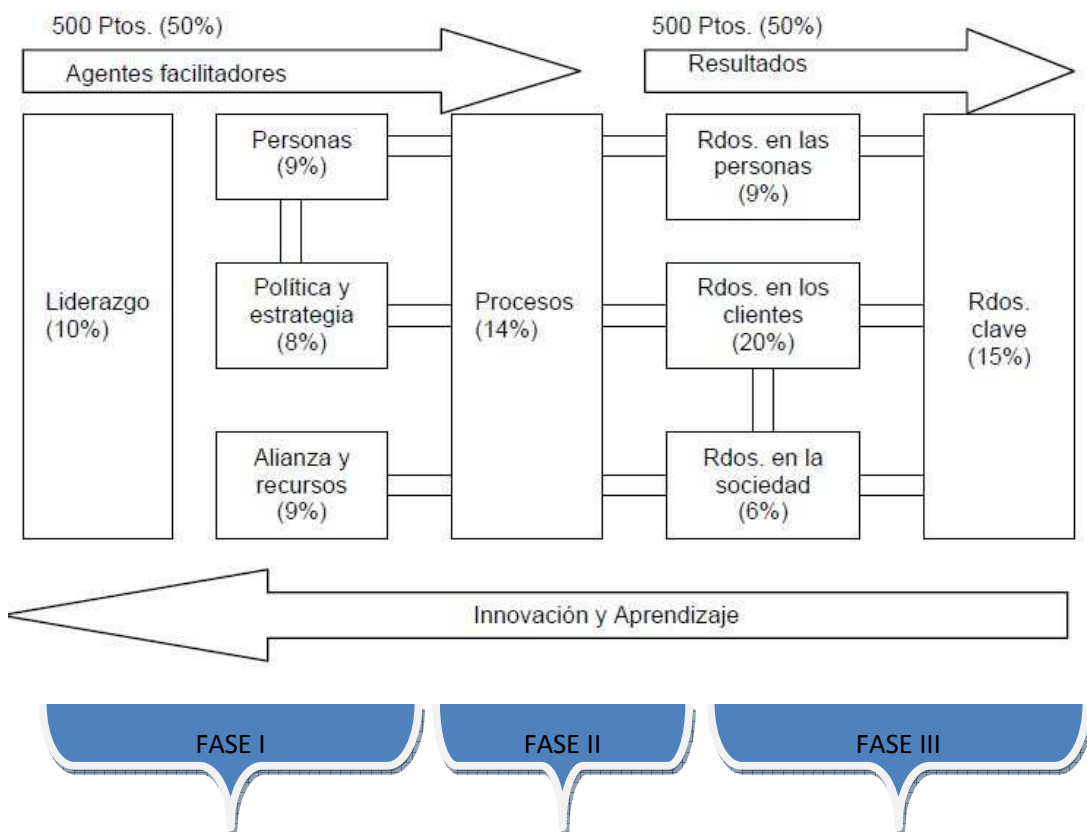 500 Ptos. (50%)
Agentes facilitadores
500 Ptos. (50%)
Resultados
Liderazgo
(10%)
Personas
(9%)
Política y
estrategia
(8%)
Alianza y
recursos
(9%)
Procesos
(14%)
Rdos. en las
personas
(9%)
Rdos. en los
clientes
(20%)
Rdos. en la
sociedad
(6%)
Rdos.
clave
(15%)
Innovación y Aprendizaje
FASE I
FASE II
FASE III